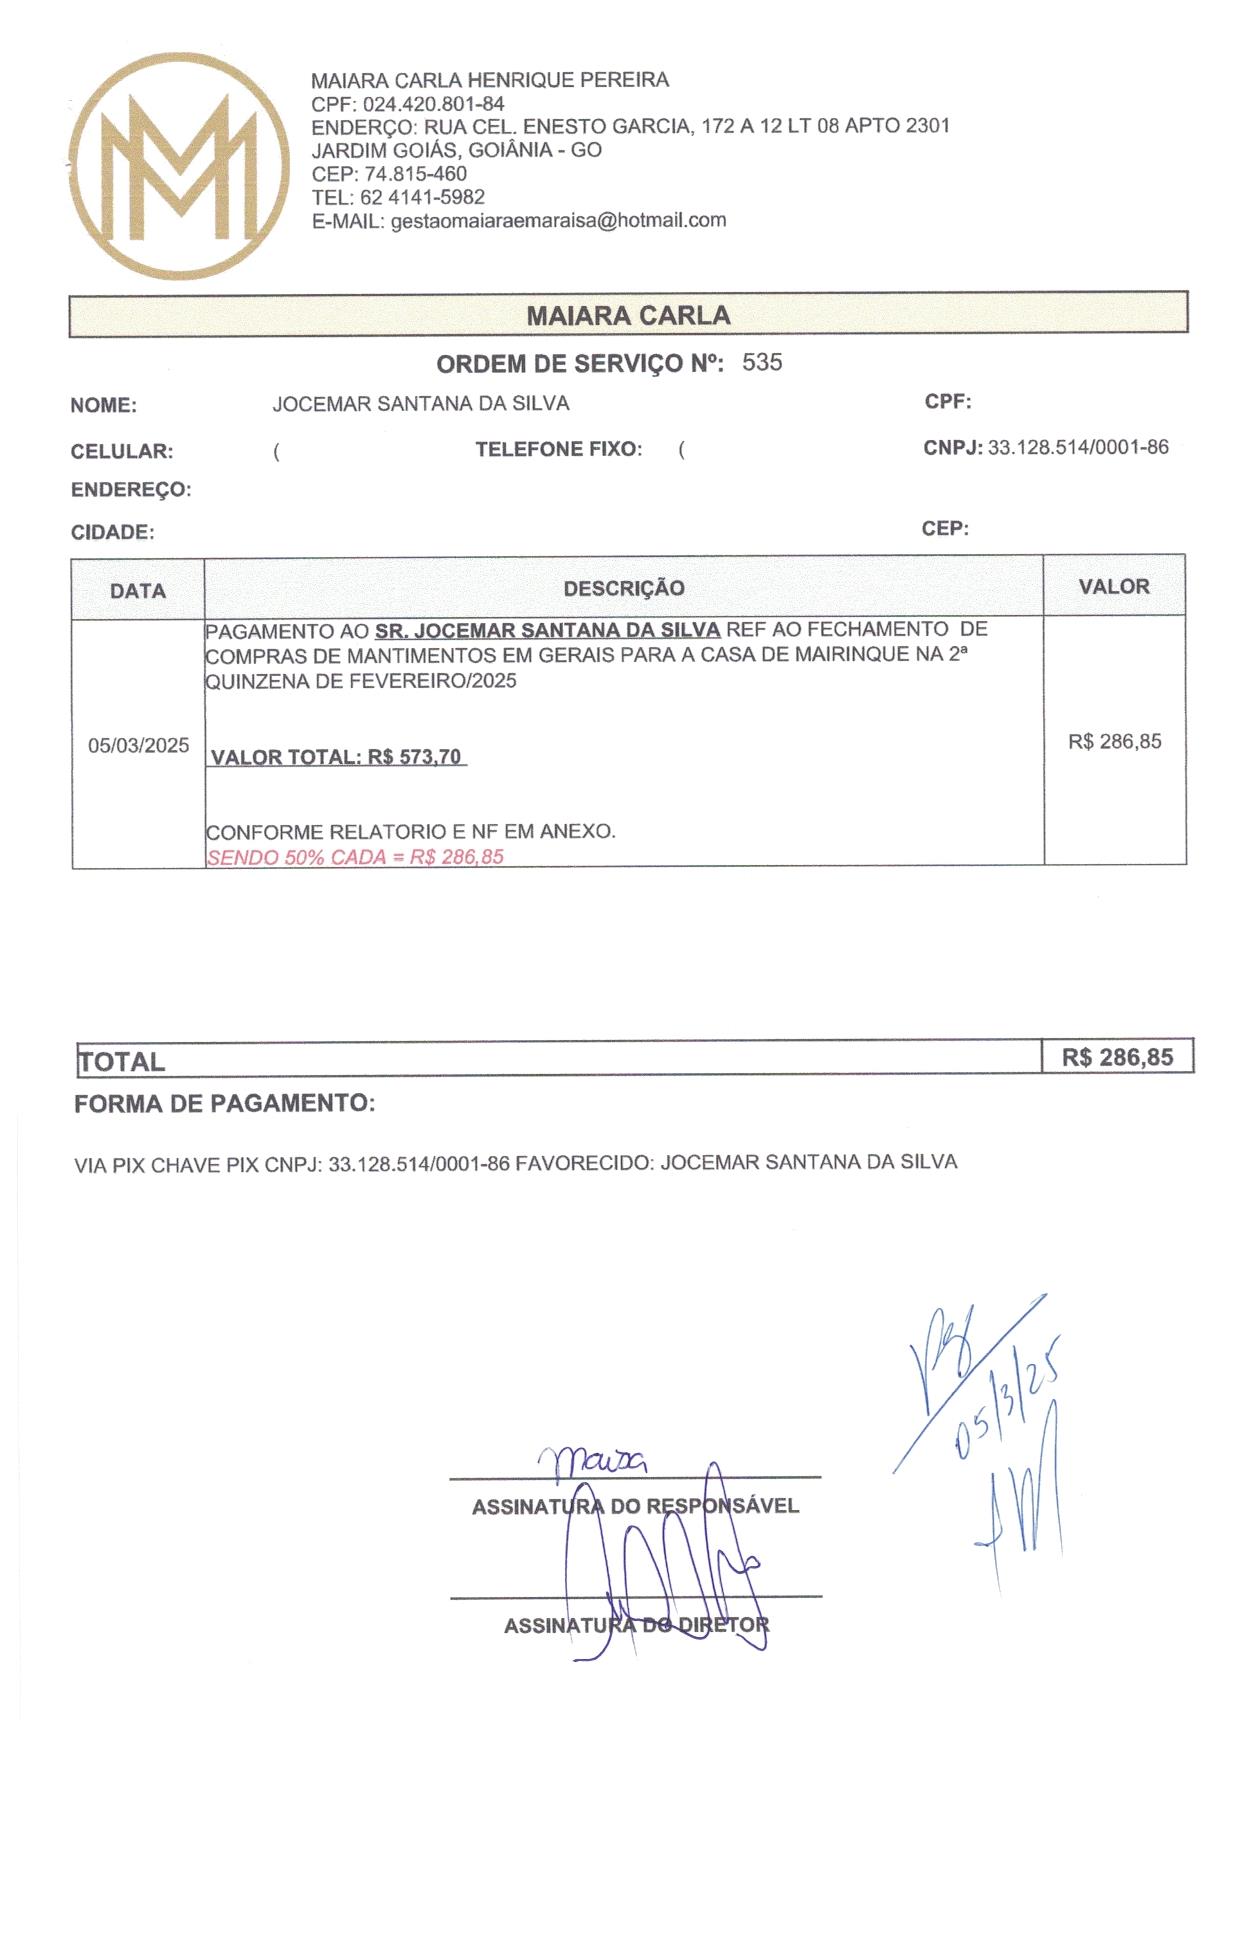 MAIARA CARLA HENRIQUE PEREIRA
CPF: 024.420.801-84
ENDERÇO: RUA CEL. ENESTO GARCIA, 172 A 12 LT 08 APTO 2301
JARDIM GOIÁS, GOIÂNIA - GO
CEP: 74.815-460
TEL: 62 4141-5982
E-MAIL: gestaomaiaraemaraisa@hotmail.com
MAIARA CARLA
ORDEM DE SERVIÇO Nº: 535
NOME: JOCEMAR SANTANA DA SILVA CPF:
CELULAR: ( TELEFONE FIXO: ( CNPJ: 33.128.514/0001-86
ENDEREÇO:
CIDADE: CEP:
DATA DESCRIÇÃO VALOR
PAGAMENTO AO SR. JOCEMAR SANTANA DA SILVA REF AO FECHAMENTO DE
COMPRAS DE MANTIMENTOS EM GERAIS PARA A CASA DE MAIRINQUE NA 2ª
QUINZENA DE FEVEREIRO/2025
05/03/2025 VALOR TOTAL: R$ 573,70 R$ 286,85
CONFORME RELATORIO E NF EM ANEXO.
SENDO 50% CADA = R$ 286,85
TOTAL R$ 286,85
FORMA DE PAGAMENTO:
VIA PIX CHAVE PIX CNPJ: 33.128.514/0001-86 FAVORECIDO: JOCEMAR SANTANA DA SILVA
05/3/25
ASSINATURA DO RESPONSÁVEL
ASSINATURA DO DIRETOR